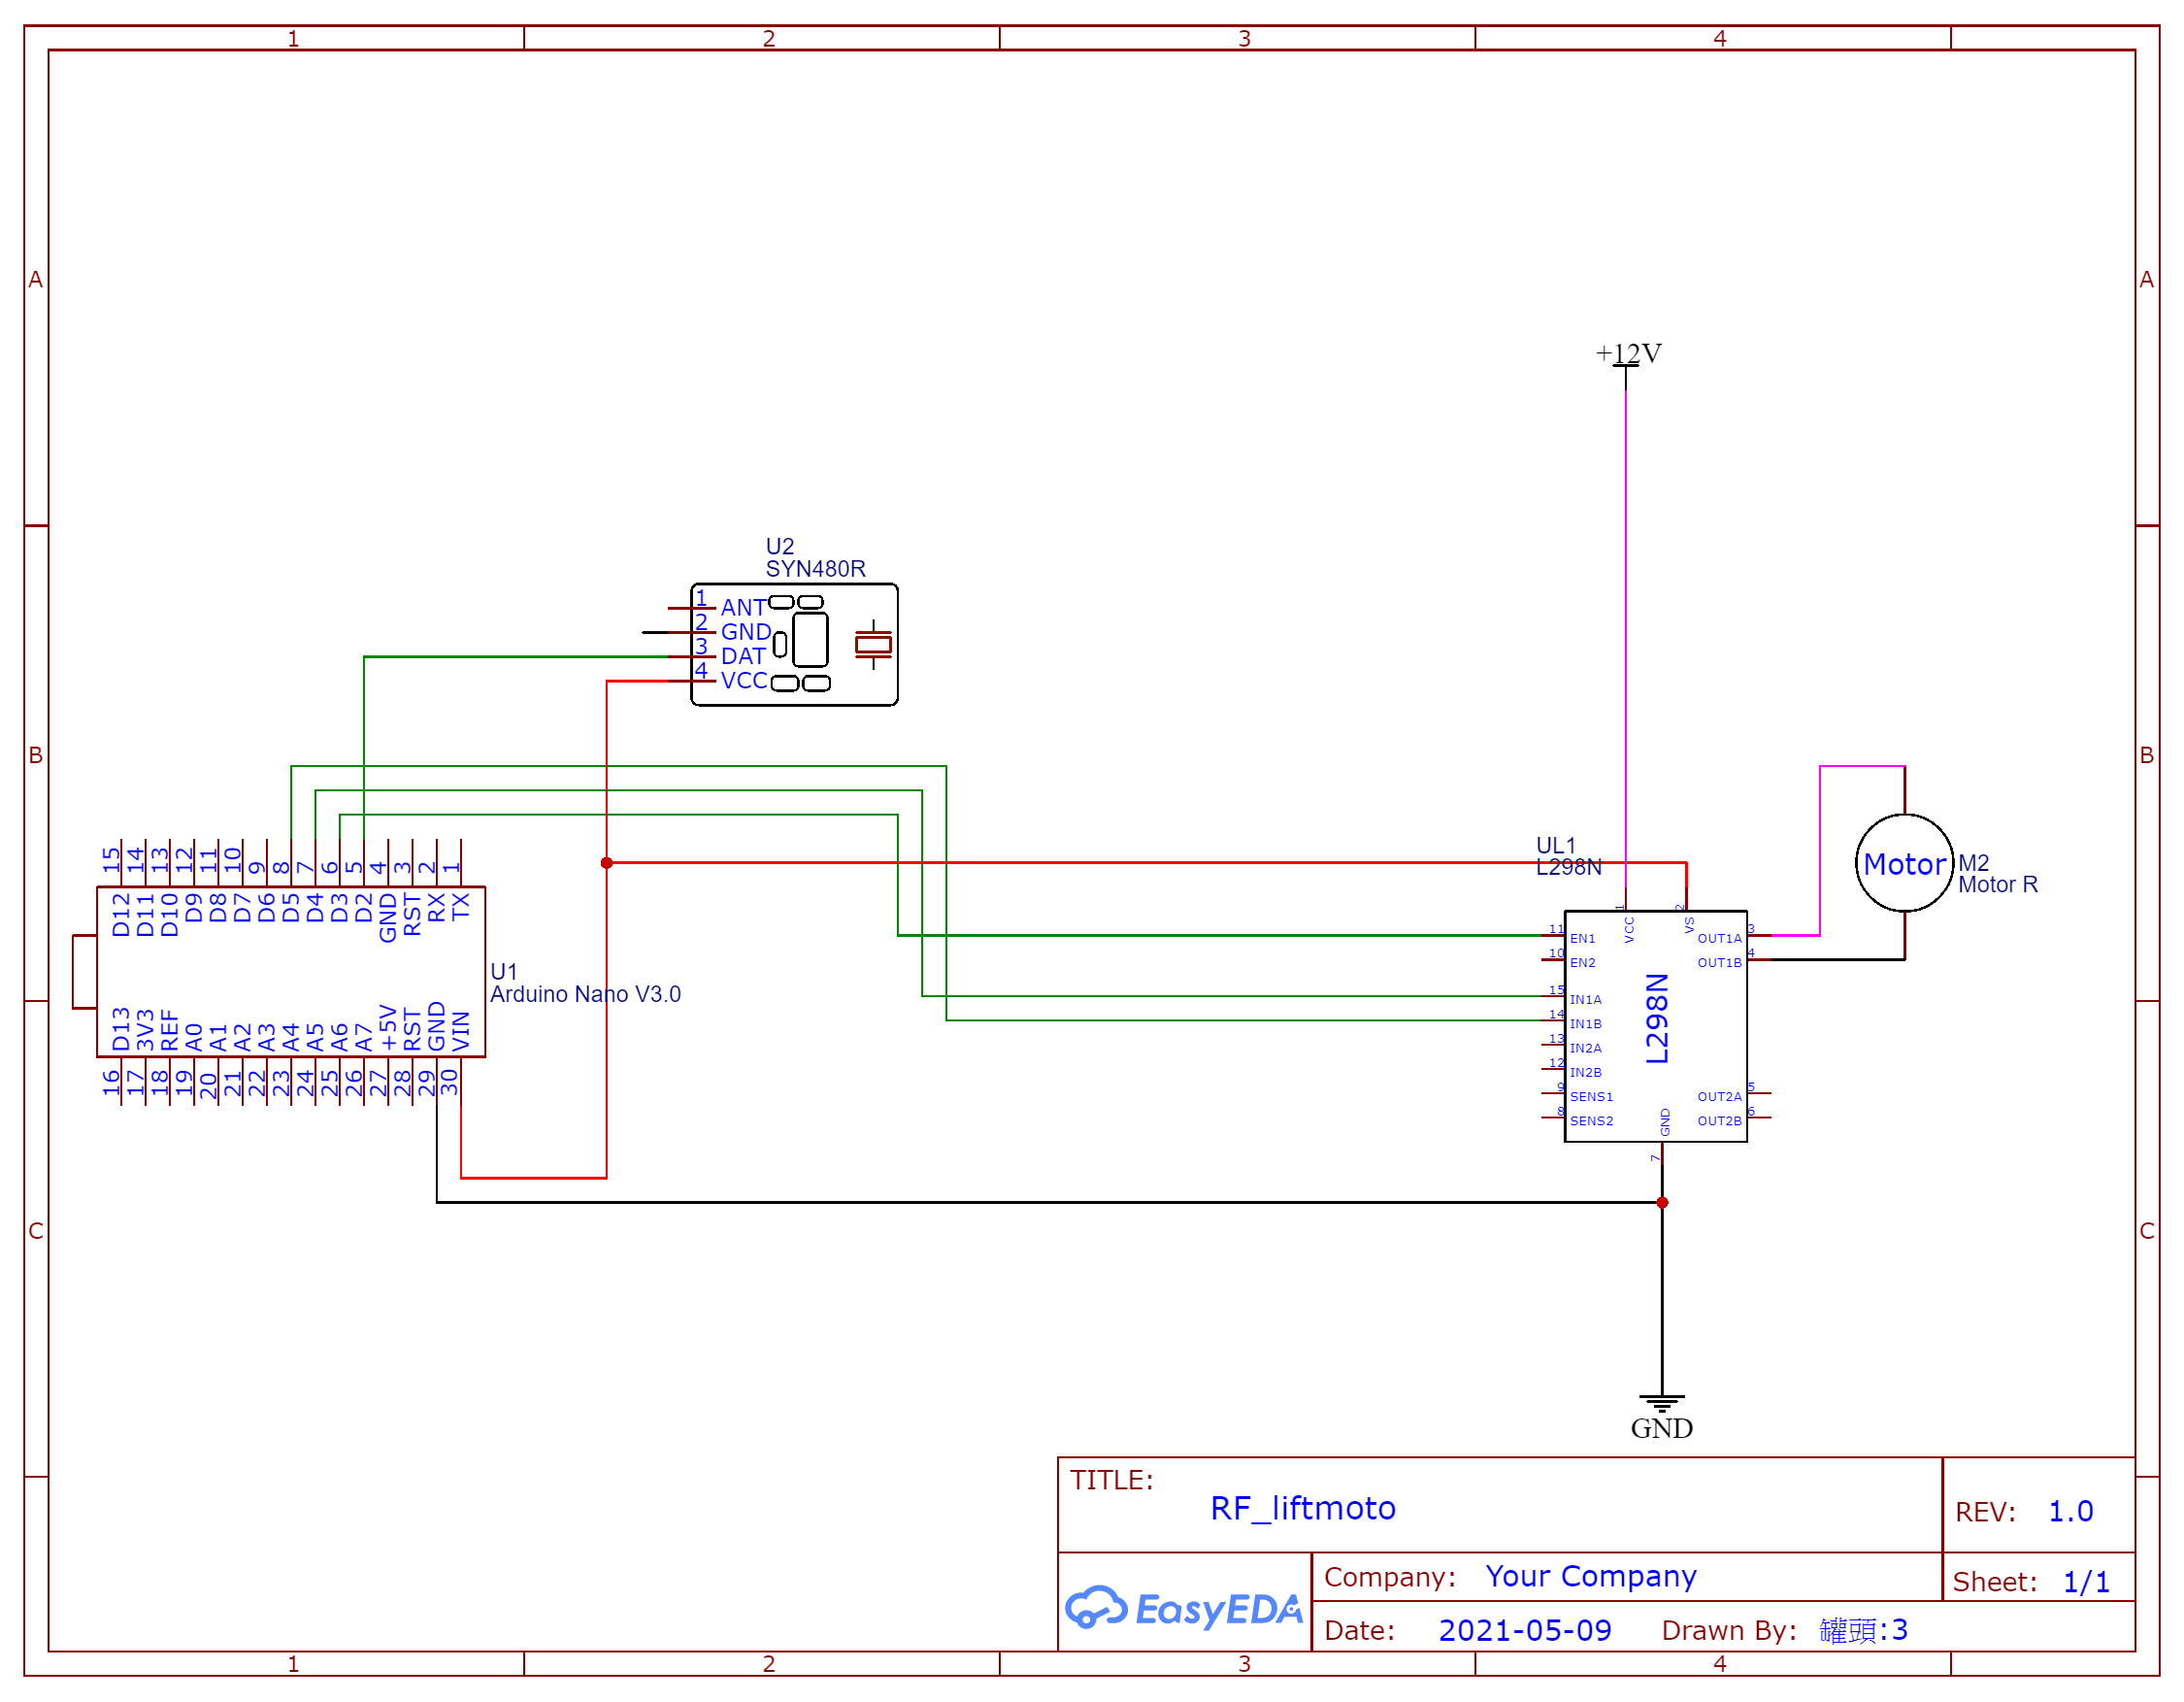 1 2 3 4
A A
+12V
U2
SYN480R
1 ANT
2 GND
3 DAT
4 VCC
B B
UL1
L298N
Motor
M2
Motor R
15 14 13 12 11 10 9 8 7 6 5 4 3 2 1
D12 D11 D10 D9 D8 D7 D6 D5 D4 D3 D2 GND RST RX TX
U1
Arduino Nano V3.0
D13 3V3 REF A0 A1 A2 A3 A4 A5 A6 A7 +5V RST GND VIN
16 17 18 19 20 21 22 23 24 25 26 27 28 29 30
1 2
VCC VS
11 EN1
10 EN2
15 IN1A
14 IN1B
13 IN2A
12 IN2B
9 SENS1
8 SENS2
L298N
OUT1A 3
OUT1B 4
OUT2A 5
OUT2B 6
GND
7
C C
GND
TITLE:
RF_liftmoto
REV: 1.0
EasyEDA
Company: Your Company
Sheet: 1/1
Date: 2021-05-09 Drawn By: 罐頭:3
1 2 3 4